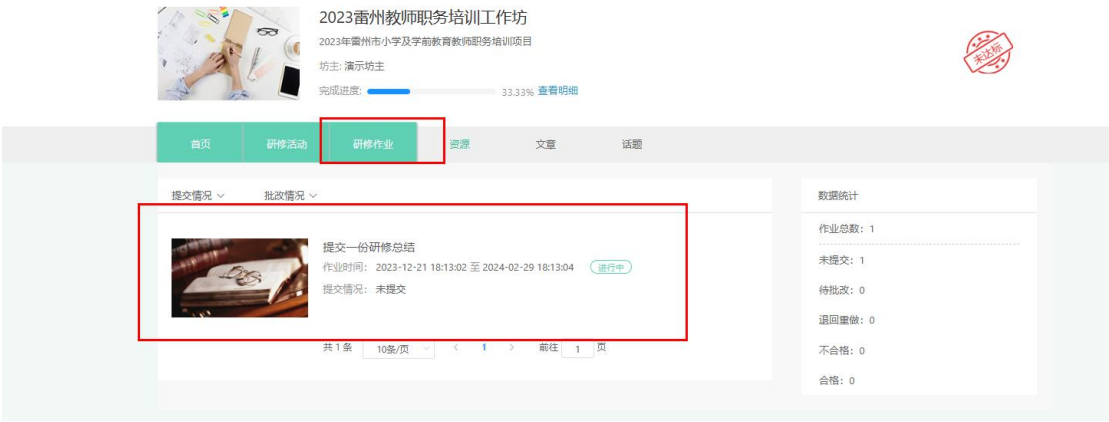 2023雷州教师职务培训工作坊
2023年雷州市小学及学前教育教师职务培训项目
坊主: 演示坊主
完成进度: 33.33% 查看明细
未达标
首页 研修活动 研修作业 资源 文章 话题
提交情况 批改情况
提交一份研修总结
作业时间: 2023-12-21 18:13:02 至 2024-02-29 18:13:04 进行中
提交情况: 未提交
共1条 10条/页 < 1 > 前往 1 页
数据统计
作业总数: 1
未提交: 1
待批改: 0
退回重做: 0
不合格: 0
合格: 0